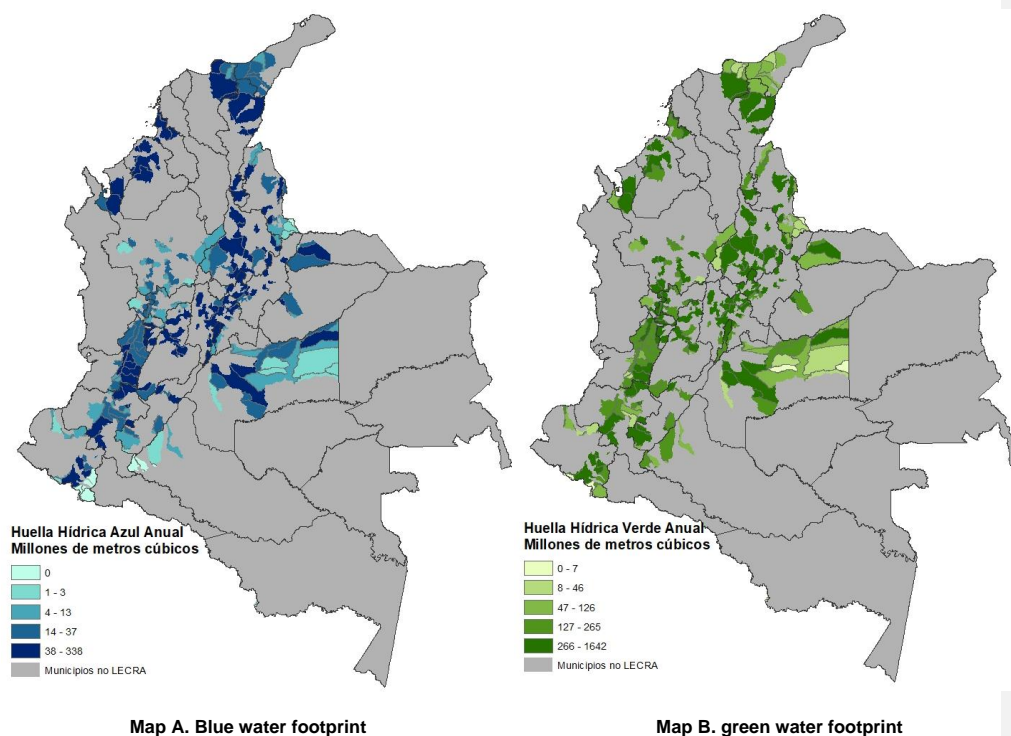 Huella Hídrica Azul Anual
Millones de metros cúbicos
0
1 - 3
4 - 13
14 - 37
38 - 338
Municipios no LECRA
Huella Hídrica Verde Anual
Millones de metros cúbicos
0 - 7
8 - 46
47 - 126
127 - 265
266 - 1642
Municipios no LECRA
Map A. Blue water footprint
Map B. green water footprint